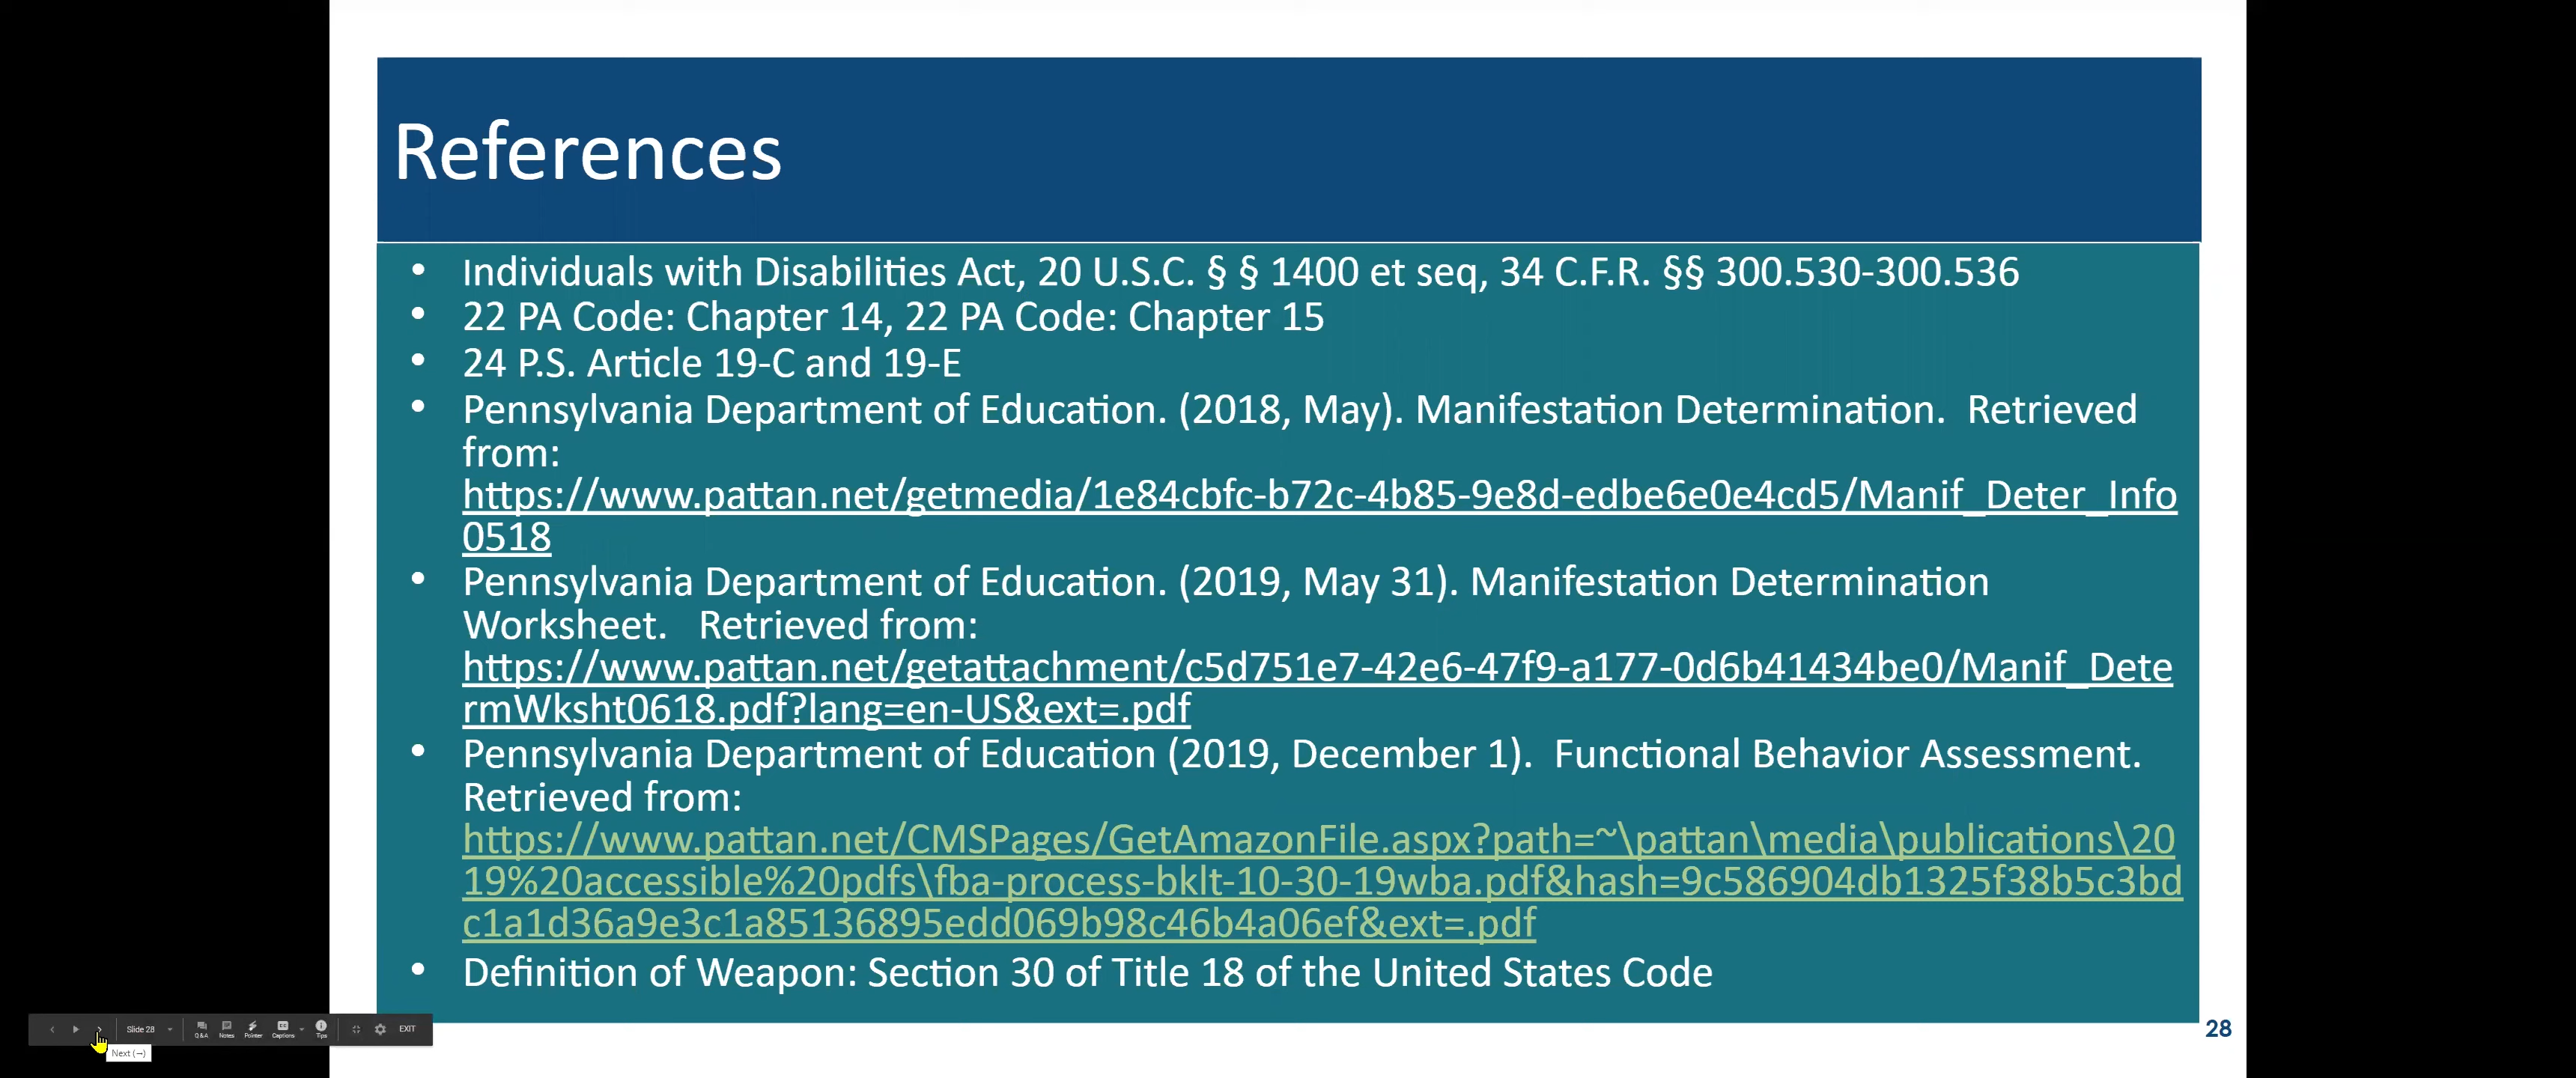 References
• Individuals with Disabilities Act, 20 U.S.C. § § 1400 et seq, 34 C.F.R. §§ 300.530-300.536
• 22 PA Code: Chapter 14, 22 PA Code: Chapter 15
• 24 P.S. Article 19-C and 19-E
• Pennsylvania Department of Education. (2018, May). Manifestation Determination.  Retrieved
from:
https://www.pattan.net/getmedia/1e84cbfc-b72c-4b85-9e8d-edbe6e0e4cd5/Manif_Deter_Info
0518
• Pennsylvania Department of Education. (2019, May 31). Manifestation Determination
Worksheet.   Retrieved from:
https://www.pattan.net/getattachment/c5d751e7-42e6-47f9-a177-0d6b41434be0/Manif_Dete
rmWksht0618.pdf?lang=en-US&ext=.pdf
• Pennsylvania Department of Education (2019, December 1).  Functional Behavior Assessment.
Retrieved from:
https://www.pattan.net/CMSPages/GetAmazonFile.aspx?path=~\pattan\media\publications\20
19%20accessible%20pdfs\fba-process-bklt-10-30-19wba.pdf&hash=9c586904db1325f38b5c3bd
c1a1d36a9e3c1a85136895edd069b98c46b4a06ef&ext=.pdf
• Definition of Weapon: Section 30 of Title 18 of the United States Code
28
Slide 28 Q&A Notes Pointer Captions Tips EXIT
Next (→)